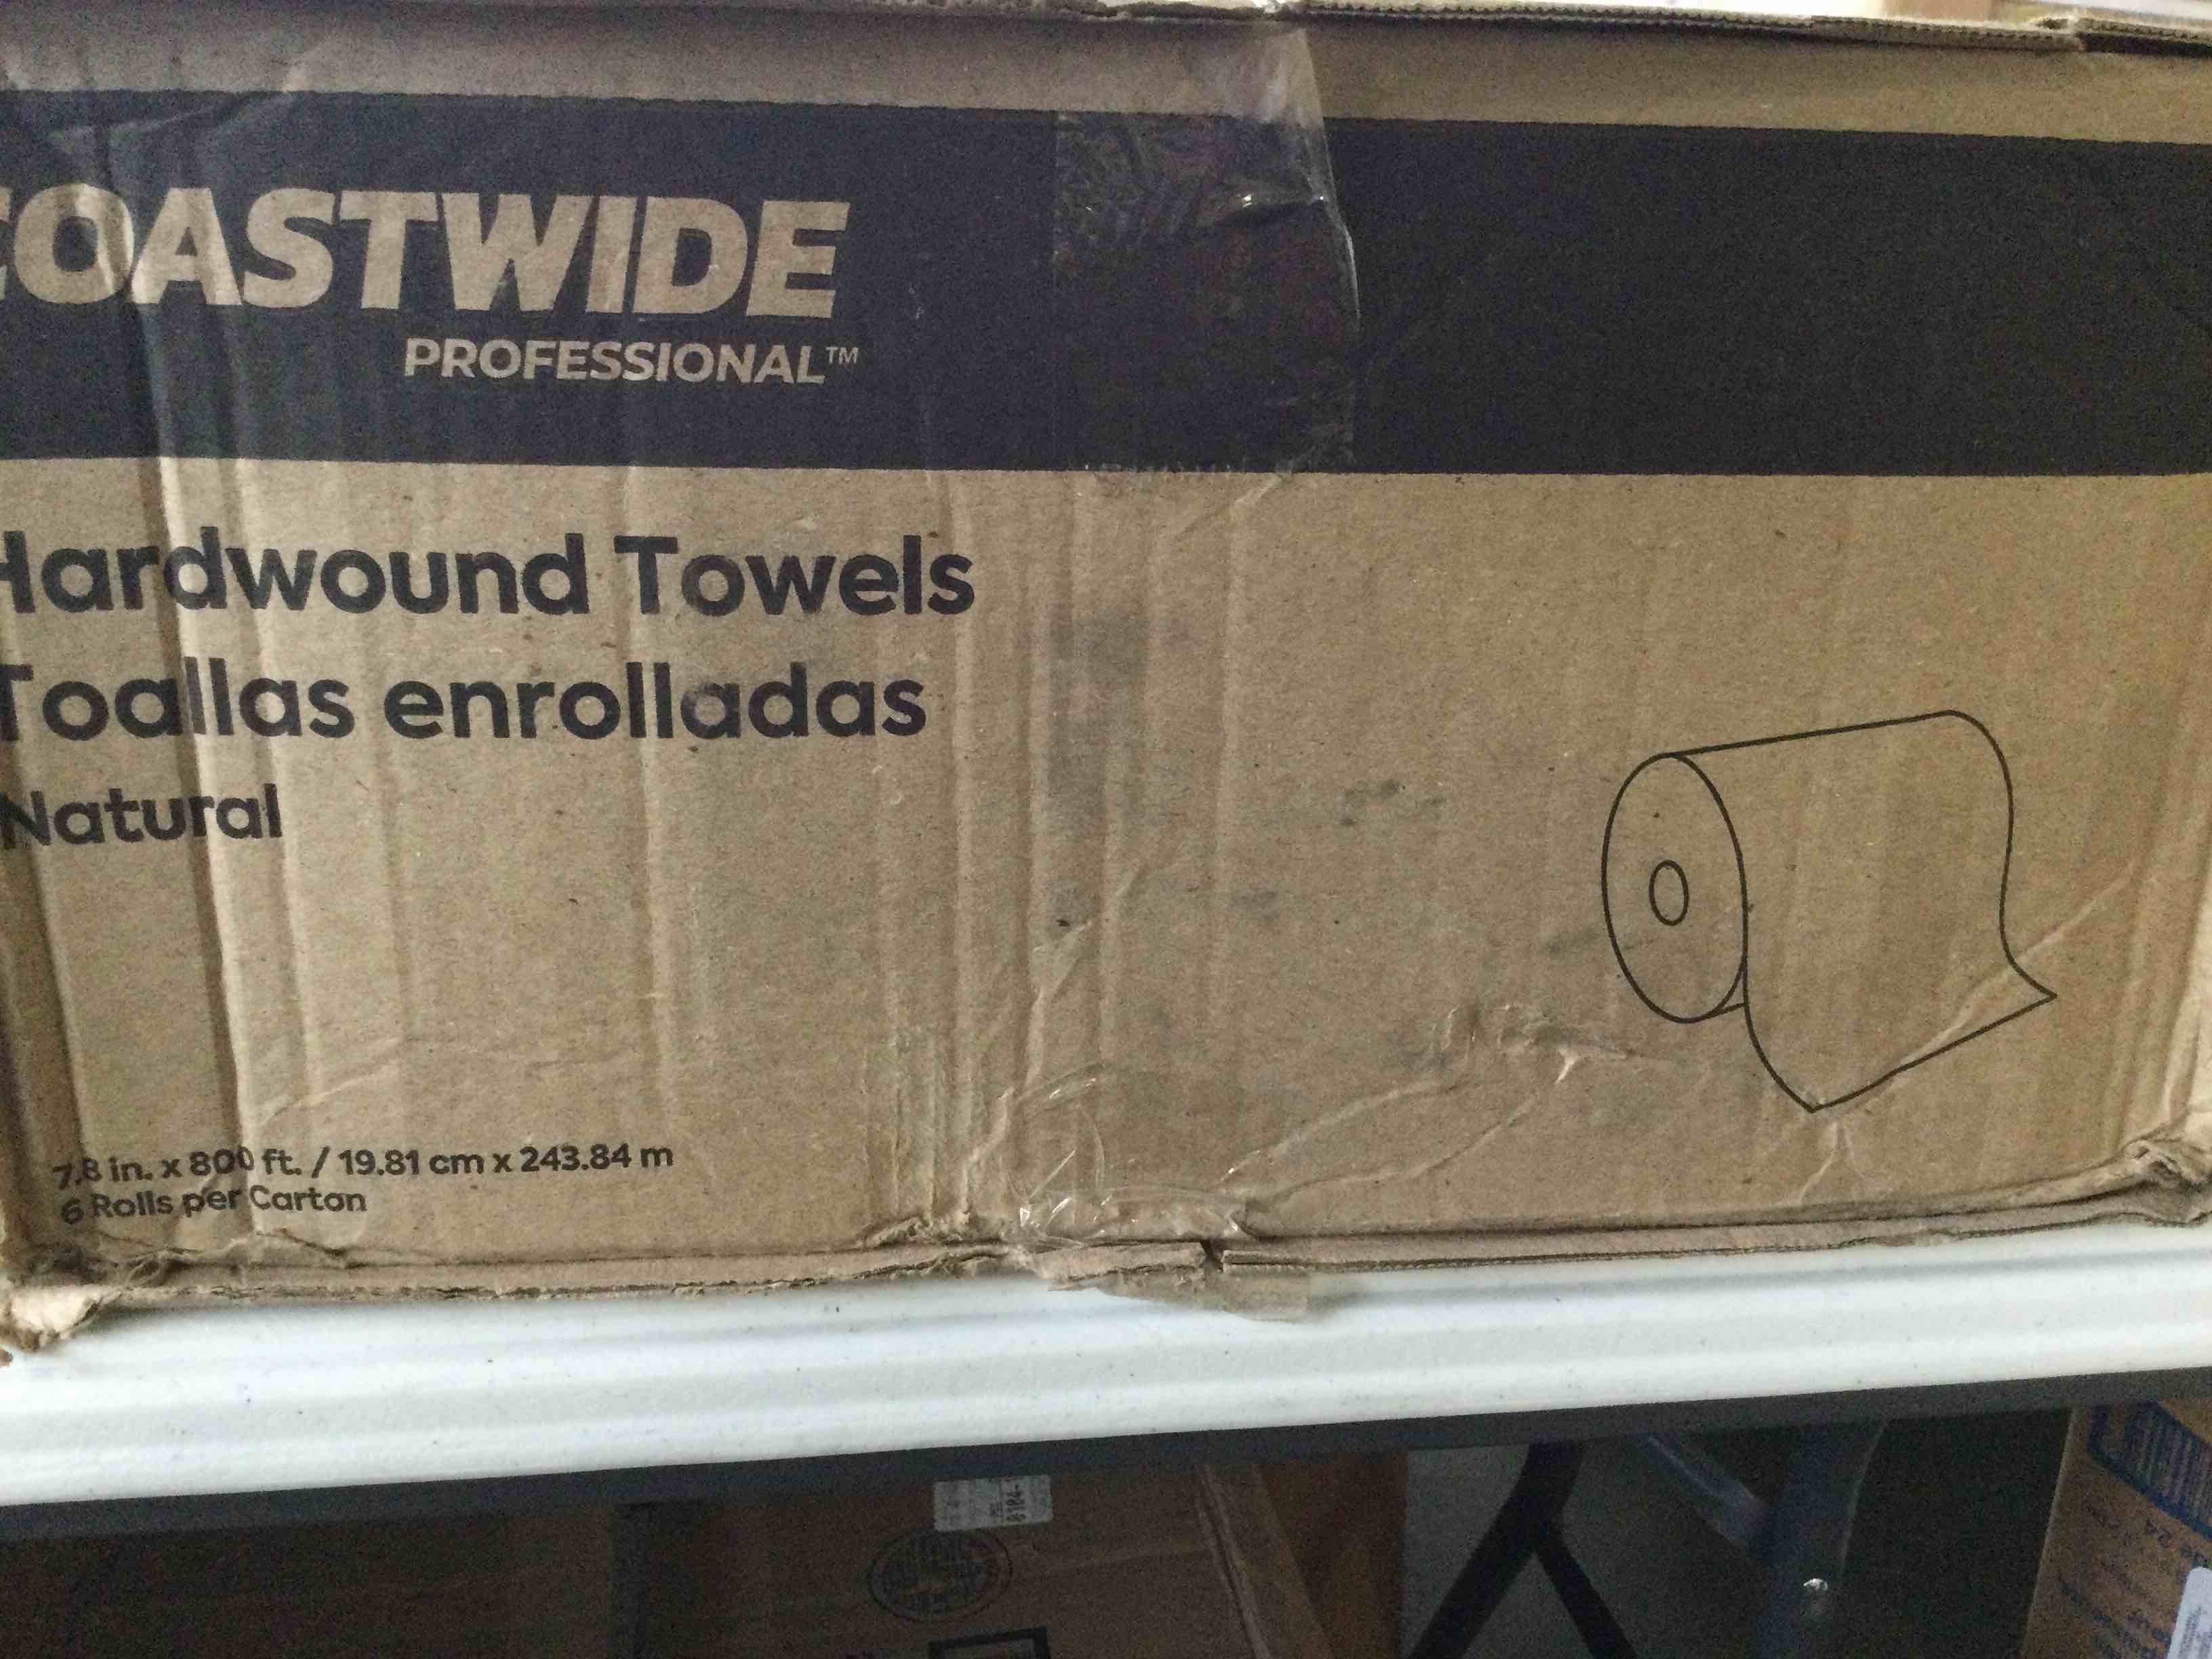 COASTWIDE
PROFESSIONAL™
Hardwound Towels
Toallas enrolladas
Natural
7.8 in. x 800 ft. / 19.81 cm x 243.84 m
6 Rolls per Carton